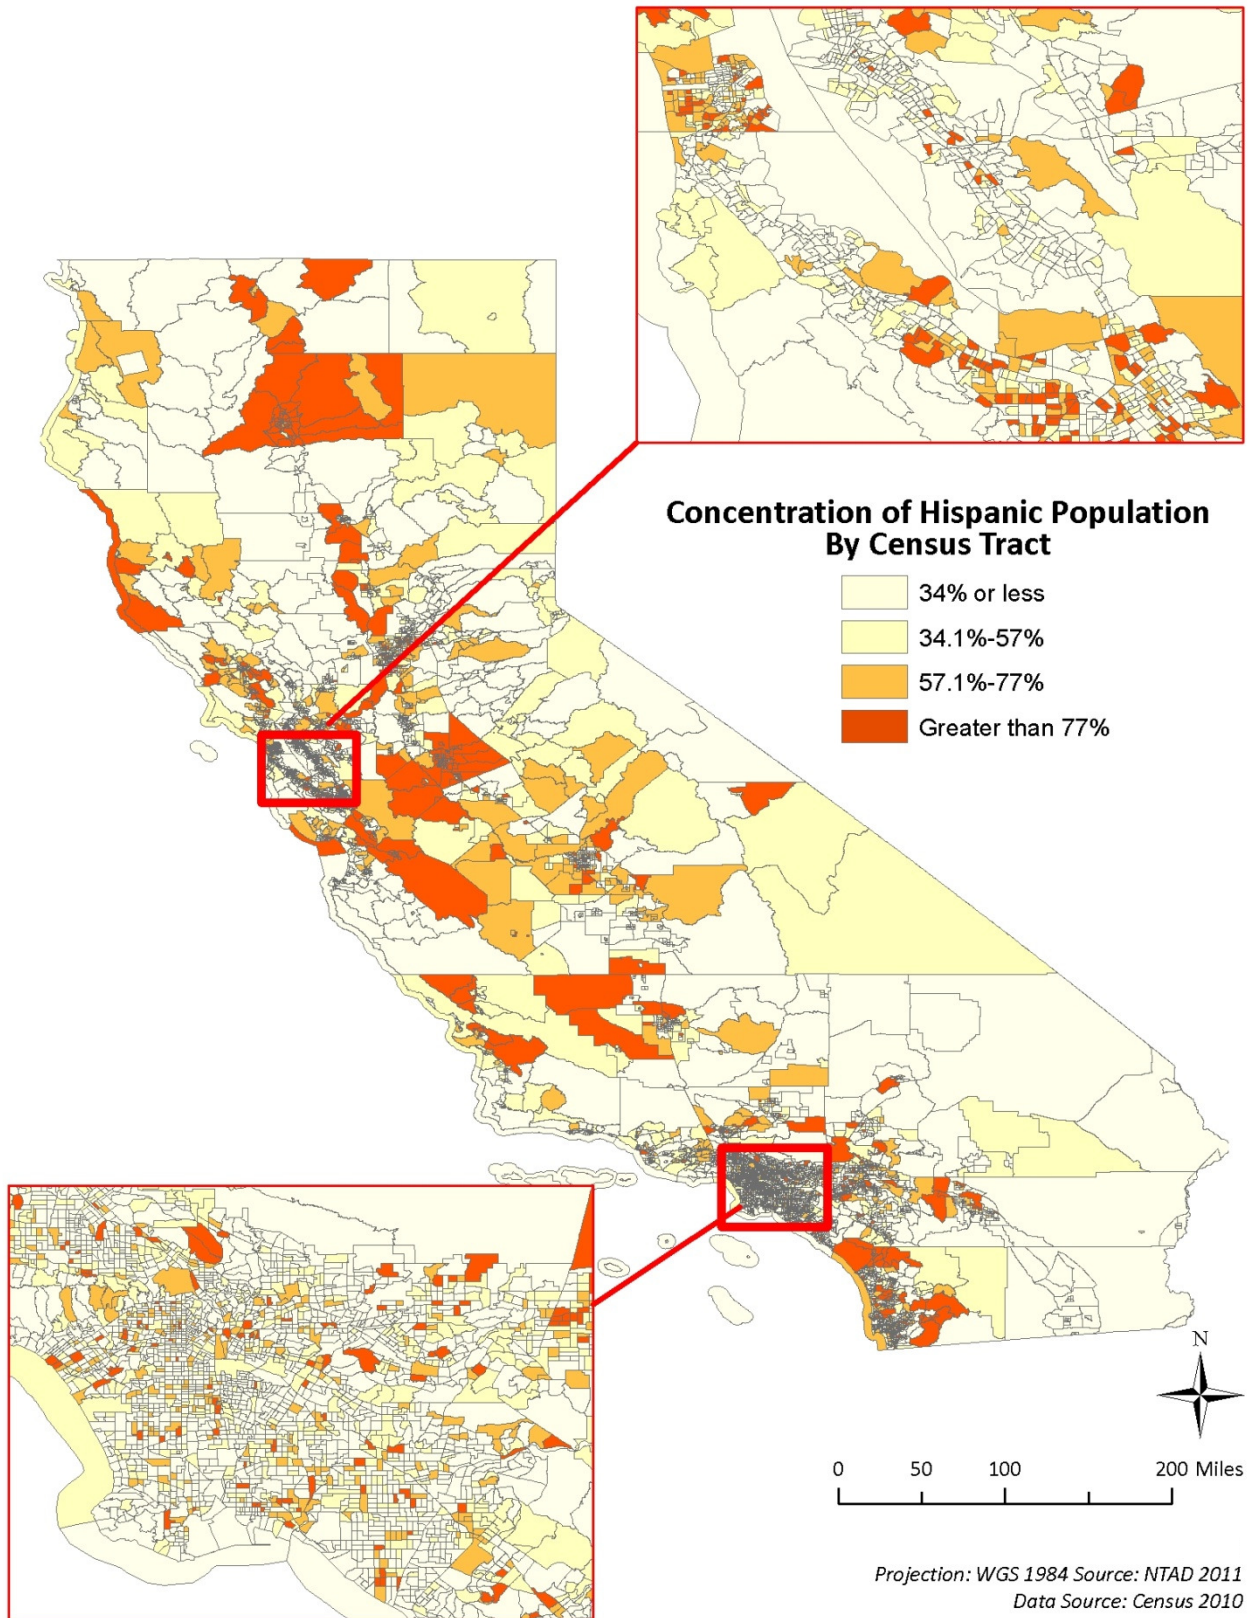 Concentration of Hispanic Population
By Census Tract
34% or less
34.1%-57%
57.1%-77%
Greater than 77%
N
0 50 100 200 Miles
Projection: WGS 1984 Source: NTAD 2011
Data Source: Census 2010